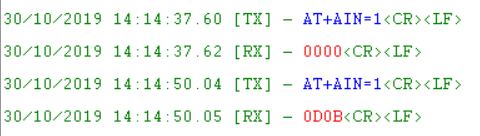 30/10/2019 14:14:37.60 [TX] – AT+AIN=1<CR><LF>
30/10/2019 14:14:37.62 [RX] – 0000<CR><LF>
30/10/2019 14:14:50.04 [TX] – AT+AIN=1<CR><LF>
30/10/2019 14:14:50.05 [RX] – 0D0B<CR><LF>